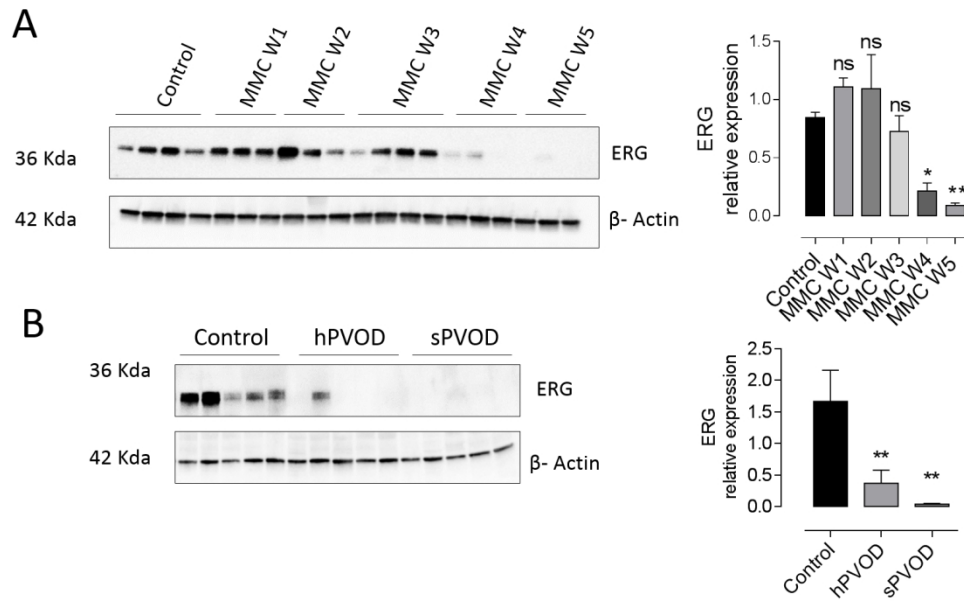 A
Control
MMC W1
MMC W2
MMC W3
MMC W4
MMC W5
36 Kda
ERG
42 Kda
β- Actin
ERG
relative expression
1.5
1.0
0.5
0.0
ns
ns
ns
*
**
Control
MMC W1
MMC W2
MMC W3
MMC W4
MMC W5
B
Control
hPVOD
sPVOD
36 Kda
ERG
42 Kda
β- Actin
ERG
relative expression
2.5
2.0
1.5
1.0
0.5
0.0
**
**
Control
hPVOD
sPVOD